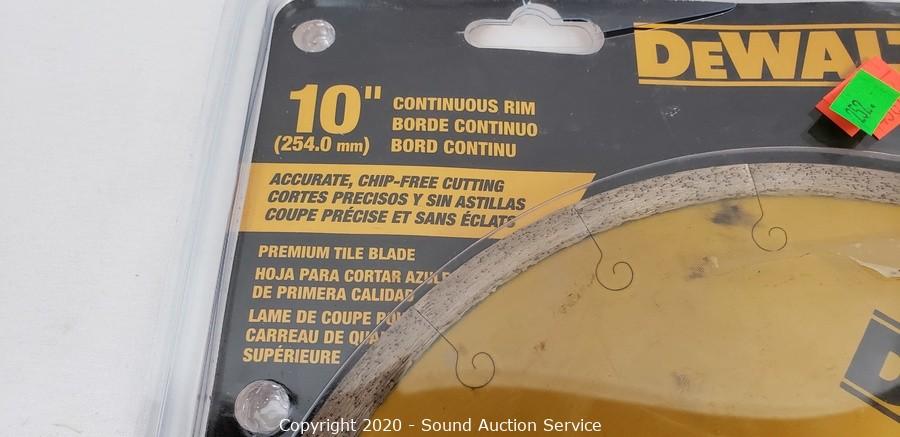 DEWALT
252.
10" CONTINUOUS RIM
BORDE CONTINUO
(254.0 mm) BORD CONTINU
ACCURATE, CHIP-FREE CUTTING
CORTES PRECISOS Y SIN ASTILLAS
COUPE PRÉCISE ET SANS ÉCLATS
PREMIUM TILE BLADE
HOJA PARA CORTAR
DE PRIMERA CALIDAD
LAME DE COUPE
CARREAU DE
SUPÉRIEURE
D
Copyright 2020 - Sound Auction Service